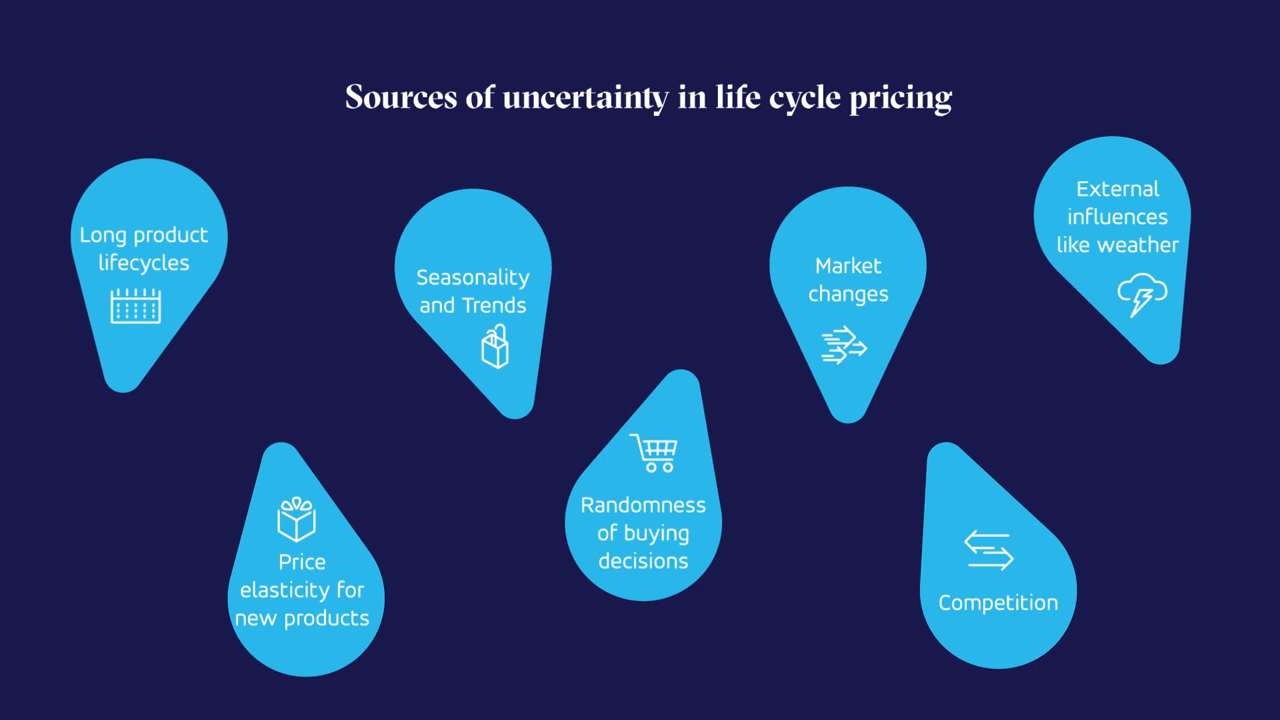 Sources of uncertainty in life cycle pricing
Long product
lifecycles
Seasonality
and Trends
Market
changes
External
influences
like weather
Price
elasticity for
new products
Randomness
of buying
decisions
Competition